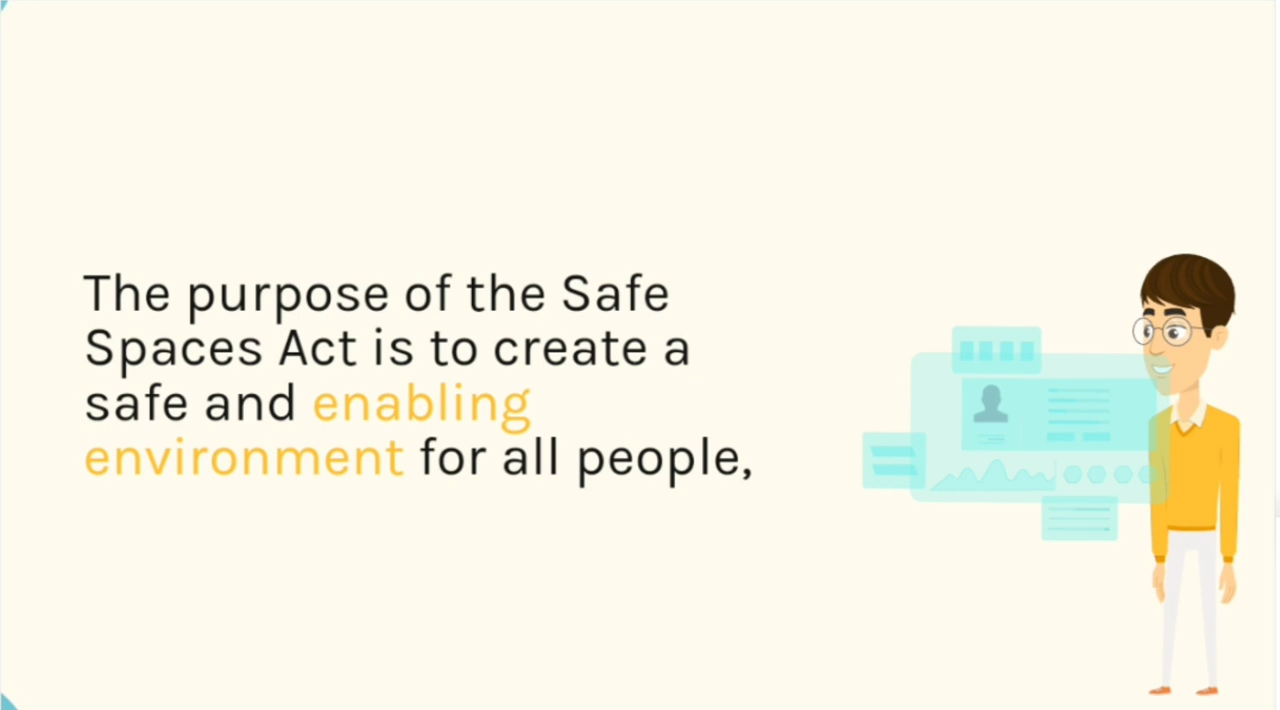 The purpose of the Safe
Spaces Act is to create a
safe and enabling
environment for all people,